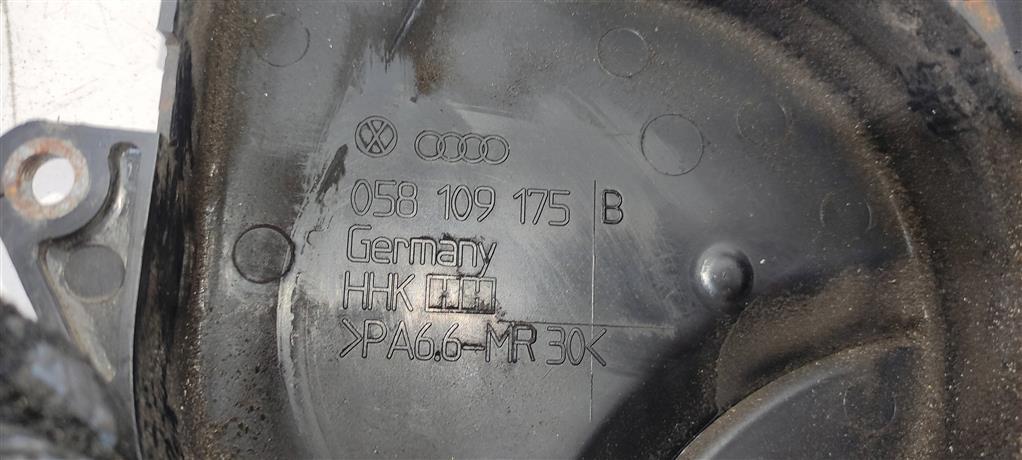 058 109 175 B
Germany
HHK
>PA6.6-MR 30<